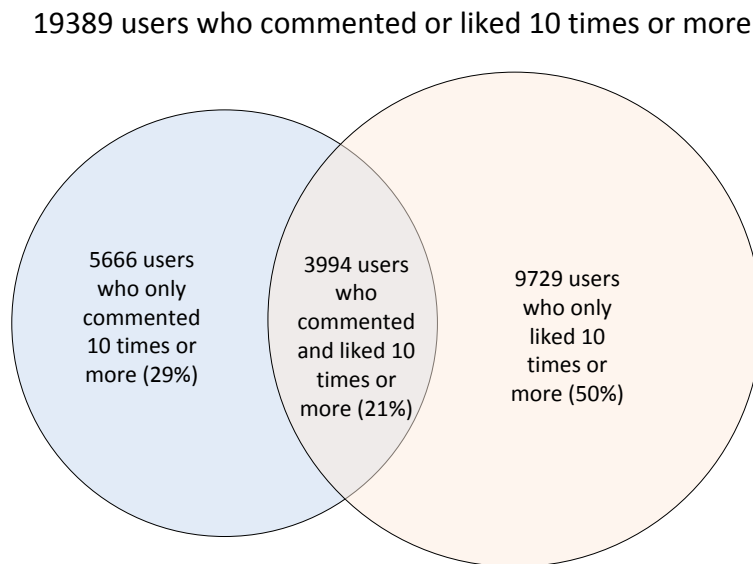 19389 users who commented or liked 10 times or more
5666 users
who only
commented
10 times or
more (29%)
3994 users
who
commented
and liked 10
times or
more (21%)
9729 users
who only
liked 10
times or
more (50%)